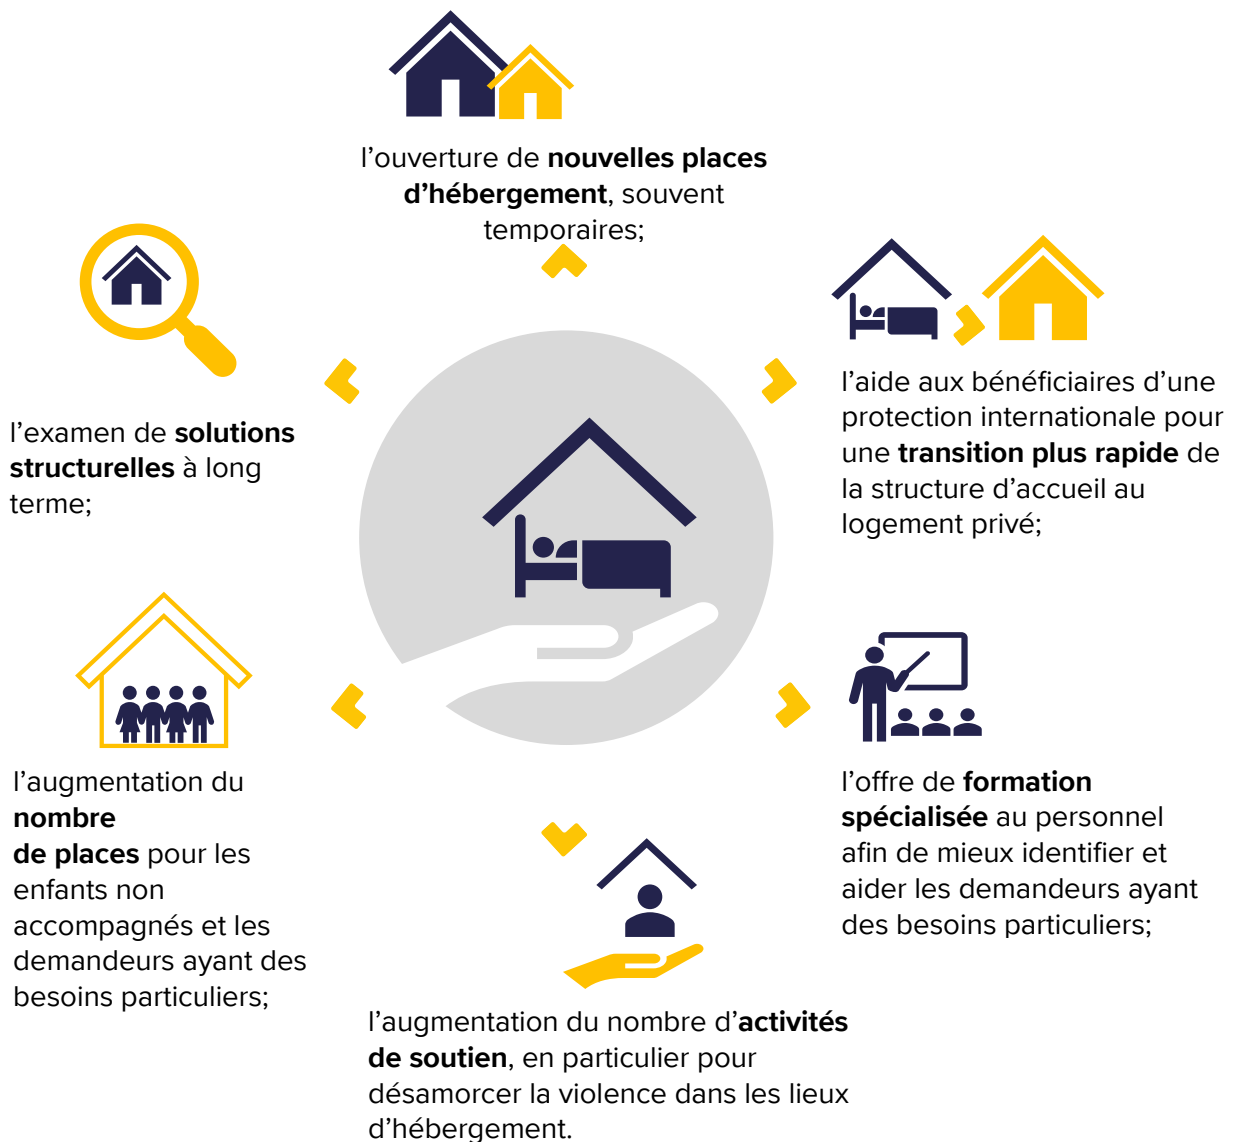 l’ouverture de nouvelles places
d’hébergement, souvent
temporaires;
l’examen de solutions
structurelles à long
terme;
l’aide aux bénéficiaires d’une
protection internationale pour
une transition plus rapide de
la structure d’accueil au
logement privé;
l’augmentation du
nombre
de places pour les
enfants non
accompagnés et les
demandeurs ayant des
besoins particuliers;
l’offre de formation
spécialisée au personnel
afin de mieux identifier et
aider les demandeurs ayant
des besoins particuliers;
l’augmentation du nombre d’activités
de soutien, en particulier pour
désamorcer la violence dans les lieux
d’hébergement.